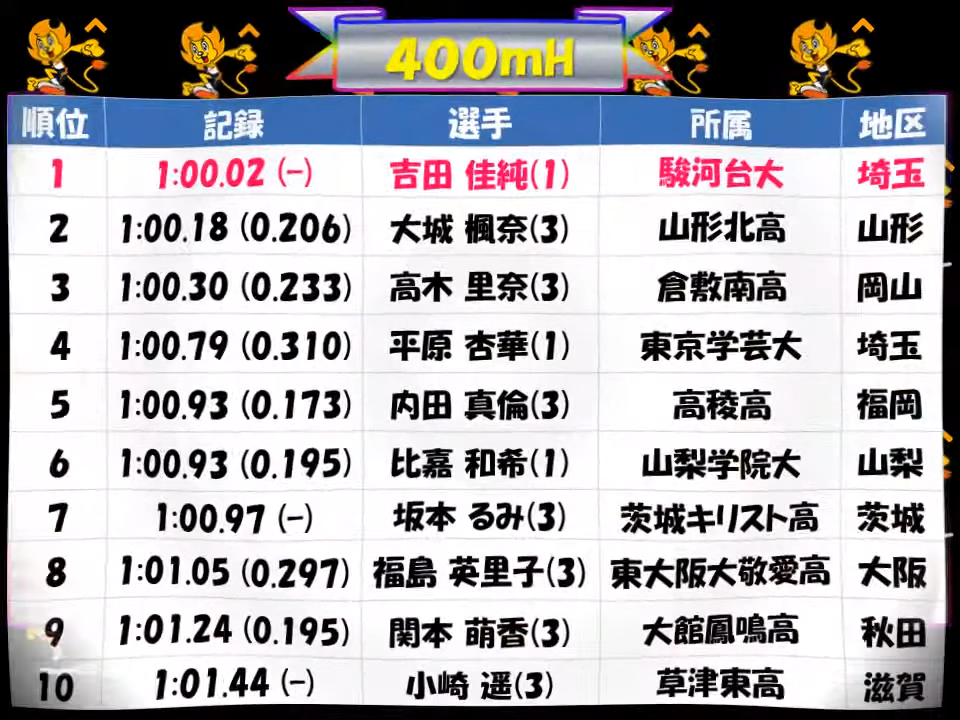 400mH
順位 記録 選手 所属 地区
1 1:00.02 (-) 吉田 佳純(1) 駿河台大 埼玉
2 1:00.18 (0.206) 大城 楓奈(3) 山形北高 山形
3 1:00.30 (0.233) 高木 里奈(3) 倉敷南高 岡山
4 1:00.79 (0.310) 平原 杏華(1) 東京学芸大 埼玉
5 1:00.93 (0.173) 内田 真倫(3) 高稜高 福岡
6 1:00.93 (0.195) 比嘉 和希(1) 山梨学院大 山梨
7 1:00.97 (-) 坂本 るみ(3) 茨城キリスト高 茨城
8 1:01.05 (0.297) 福島 英里子(3) 東大阪大敬愛高 大阪
9 1:01.24 (0.195) 関本 萌香(3) 大館鳳鳴高 秋田
10 1:01.44 (-) 小崎 遥(3) 草津東高 滋賀